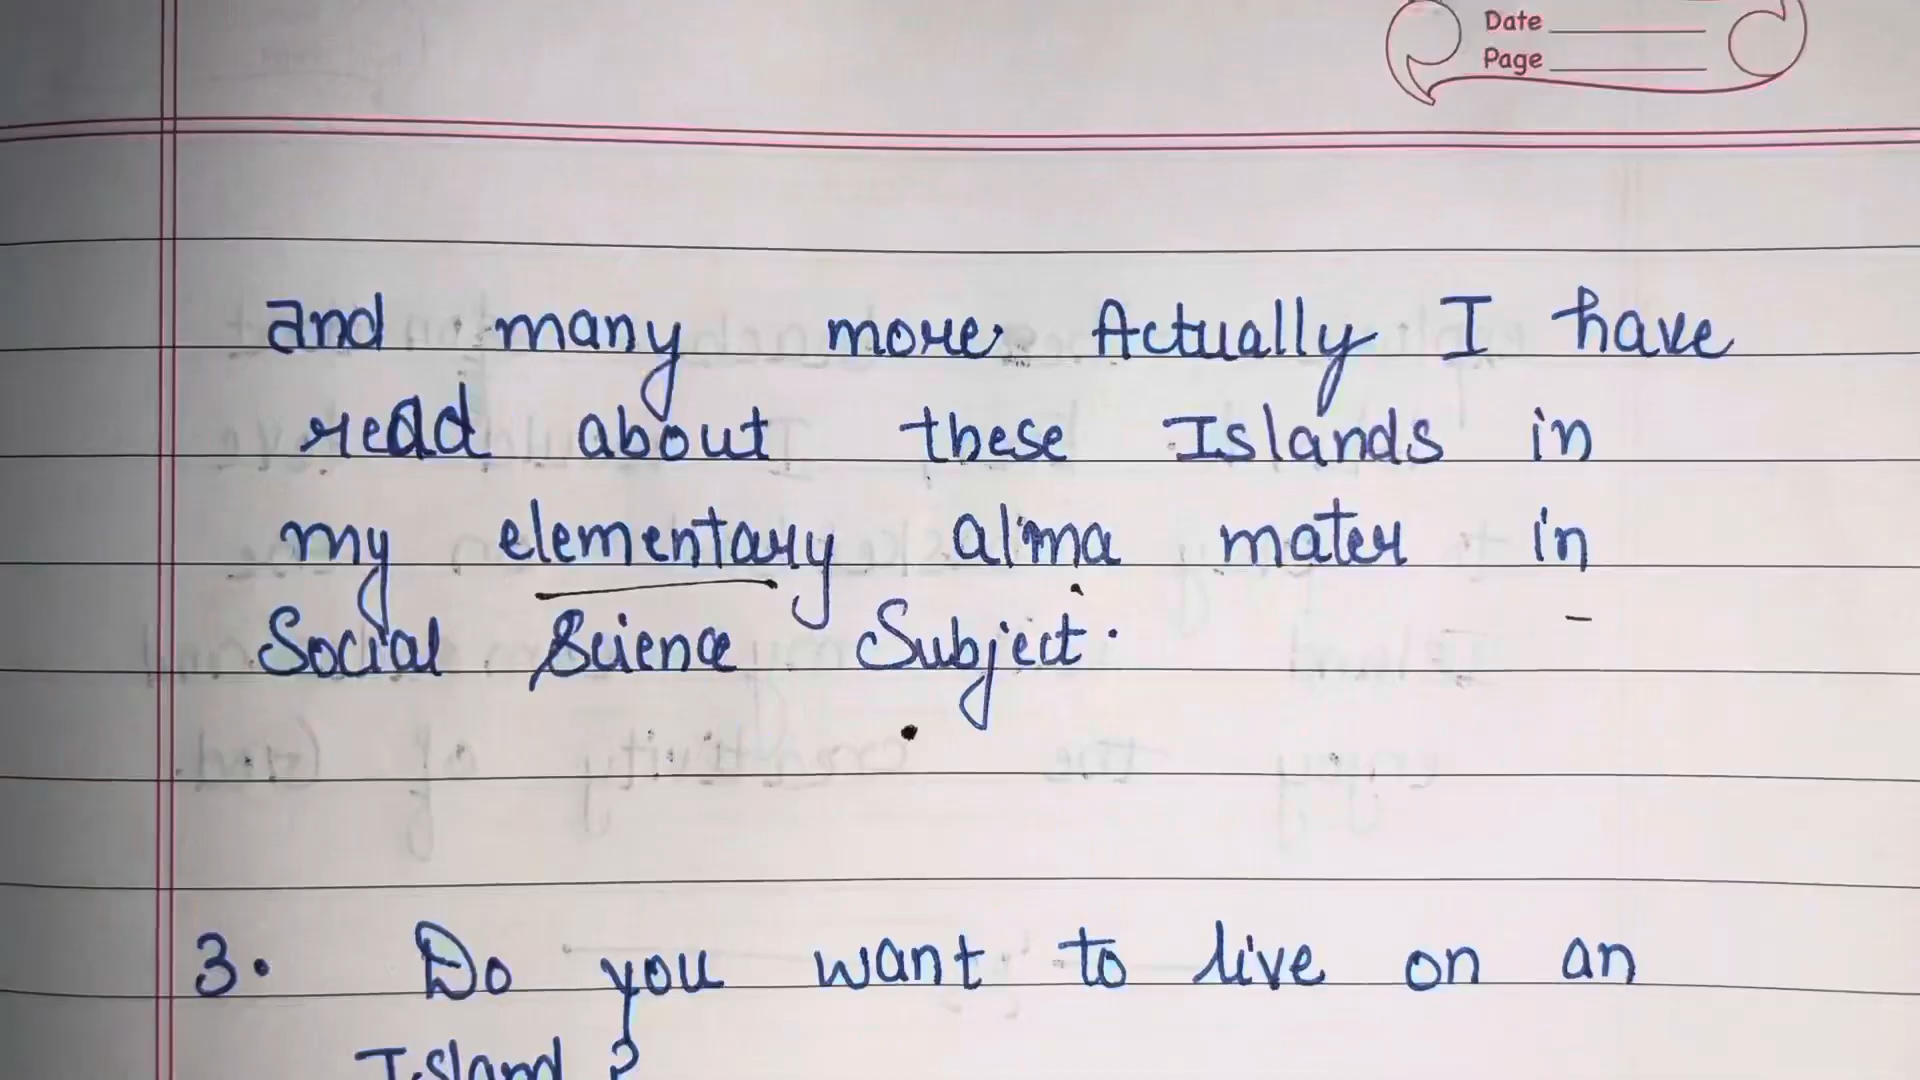 Date
Page
and many more. Actually I have
read about these Islands in
my elementary alma mater in
Social Science Subject.
3. Do you want to live on an
Island ?